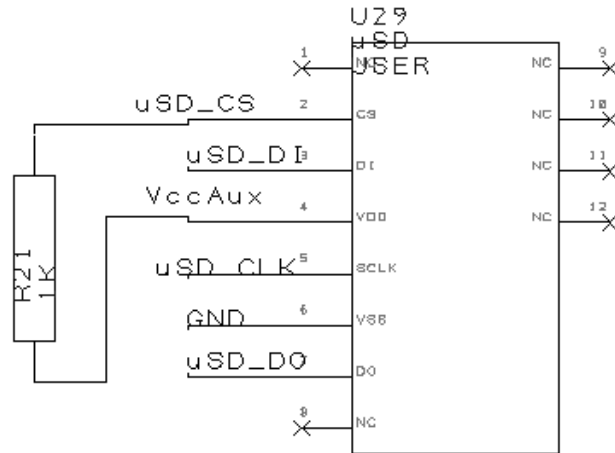 U29
uSD
USER
1
NC
NC
9
uSD_CS
2
CS
NC
10
uSD_DI
3
DI
NC
11
VccAux
4
VDD
NC
12
R21
1K
uSD_CLK
5
SCLK
GND
6
VSS
uSD_DO
DO
8
NC